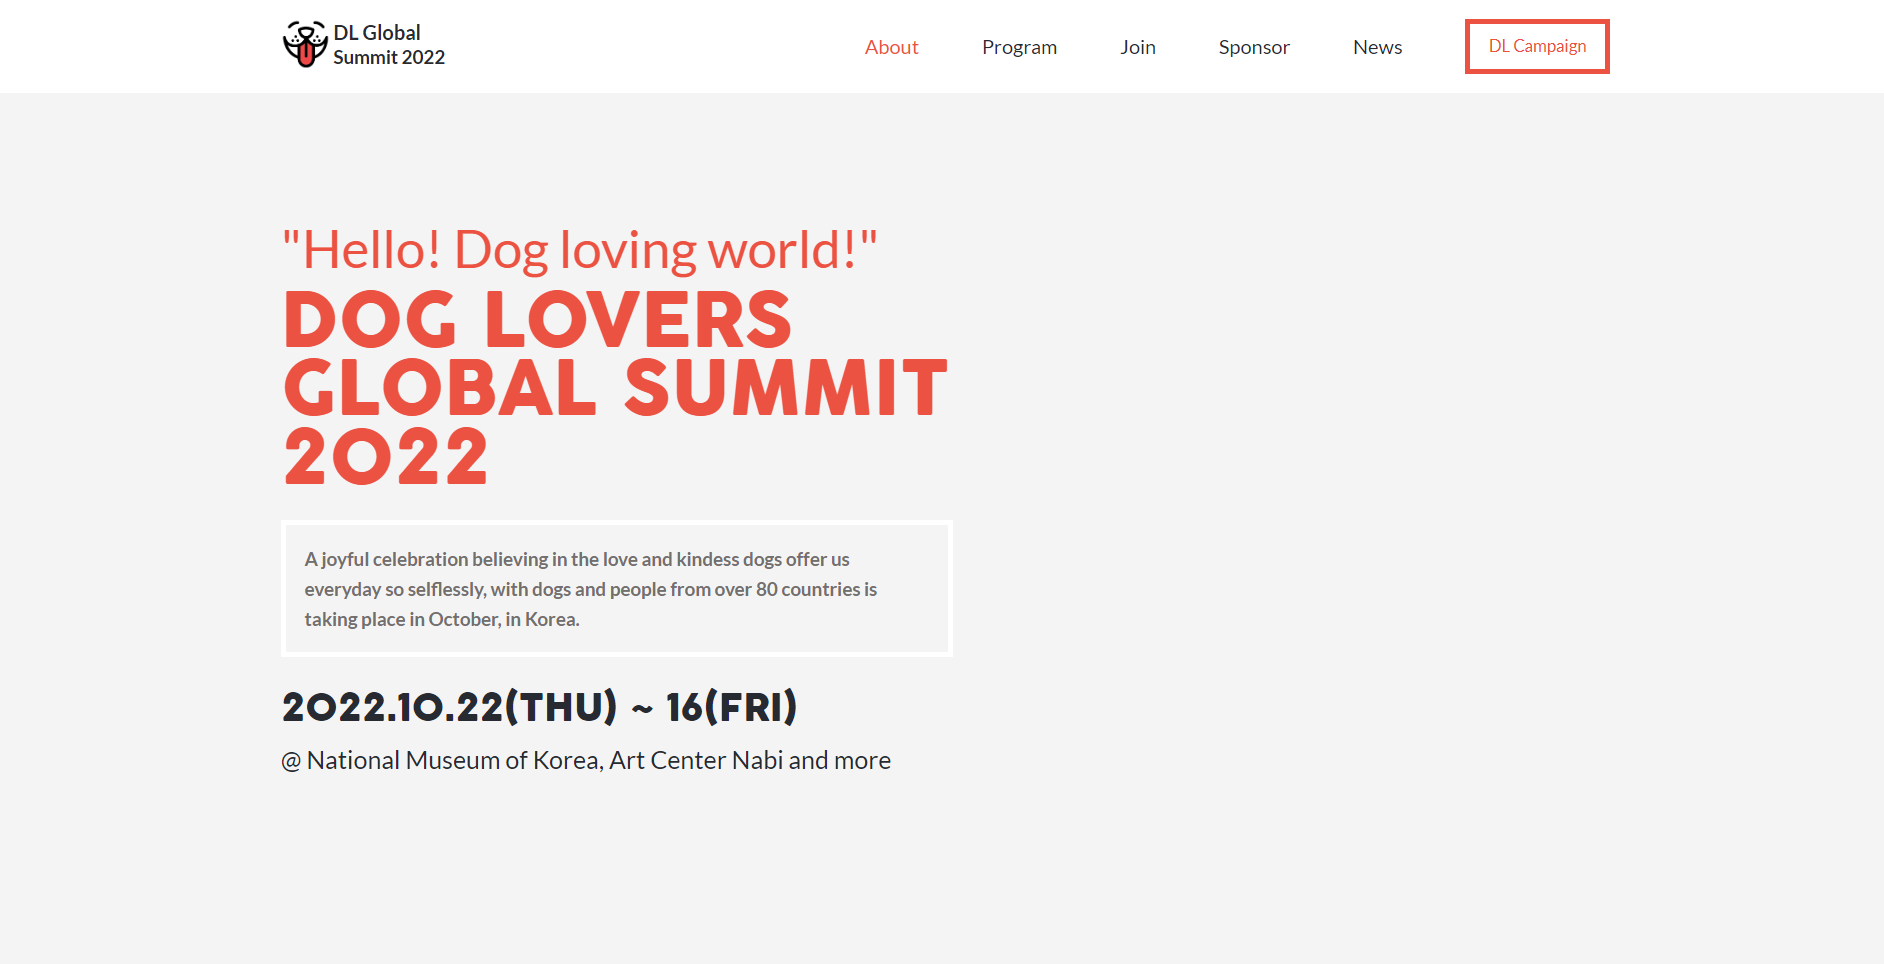 DL Global
Summit 2022
About
Program
Join
Sponsor
News
DL Campaign
"Hello! Dog loving world!"
DOG LOVERS
GLOBAL SUMMIT
2022
A joyful celebration believing in the love and kindess dogs offer us
everyday so selflessly, with dogs and people from over 80 countries is
taking place in October, in Korea.
2022.10.22(THU) ~ 16(FRI)
@ National Museum of Korea, Art Center Nabi and more